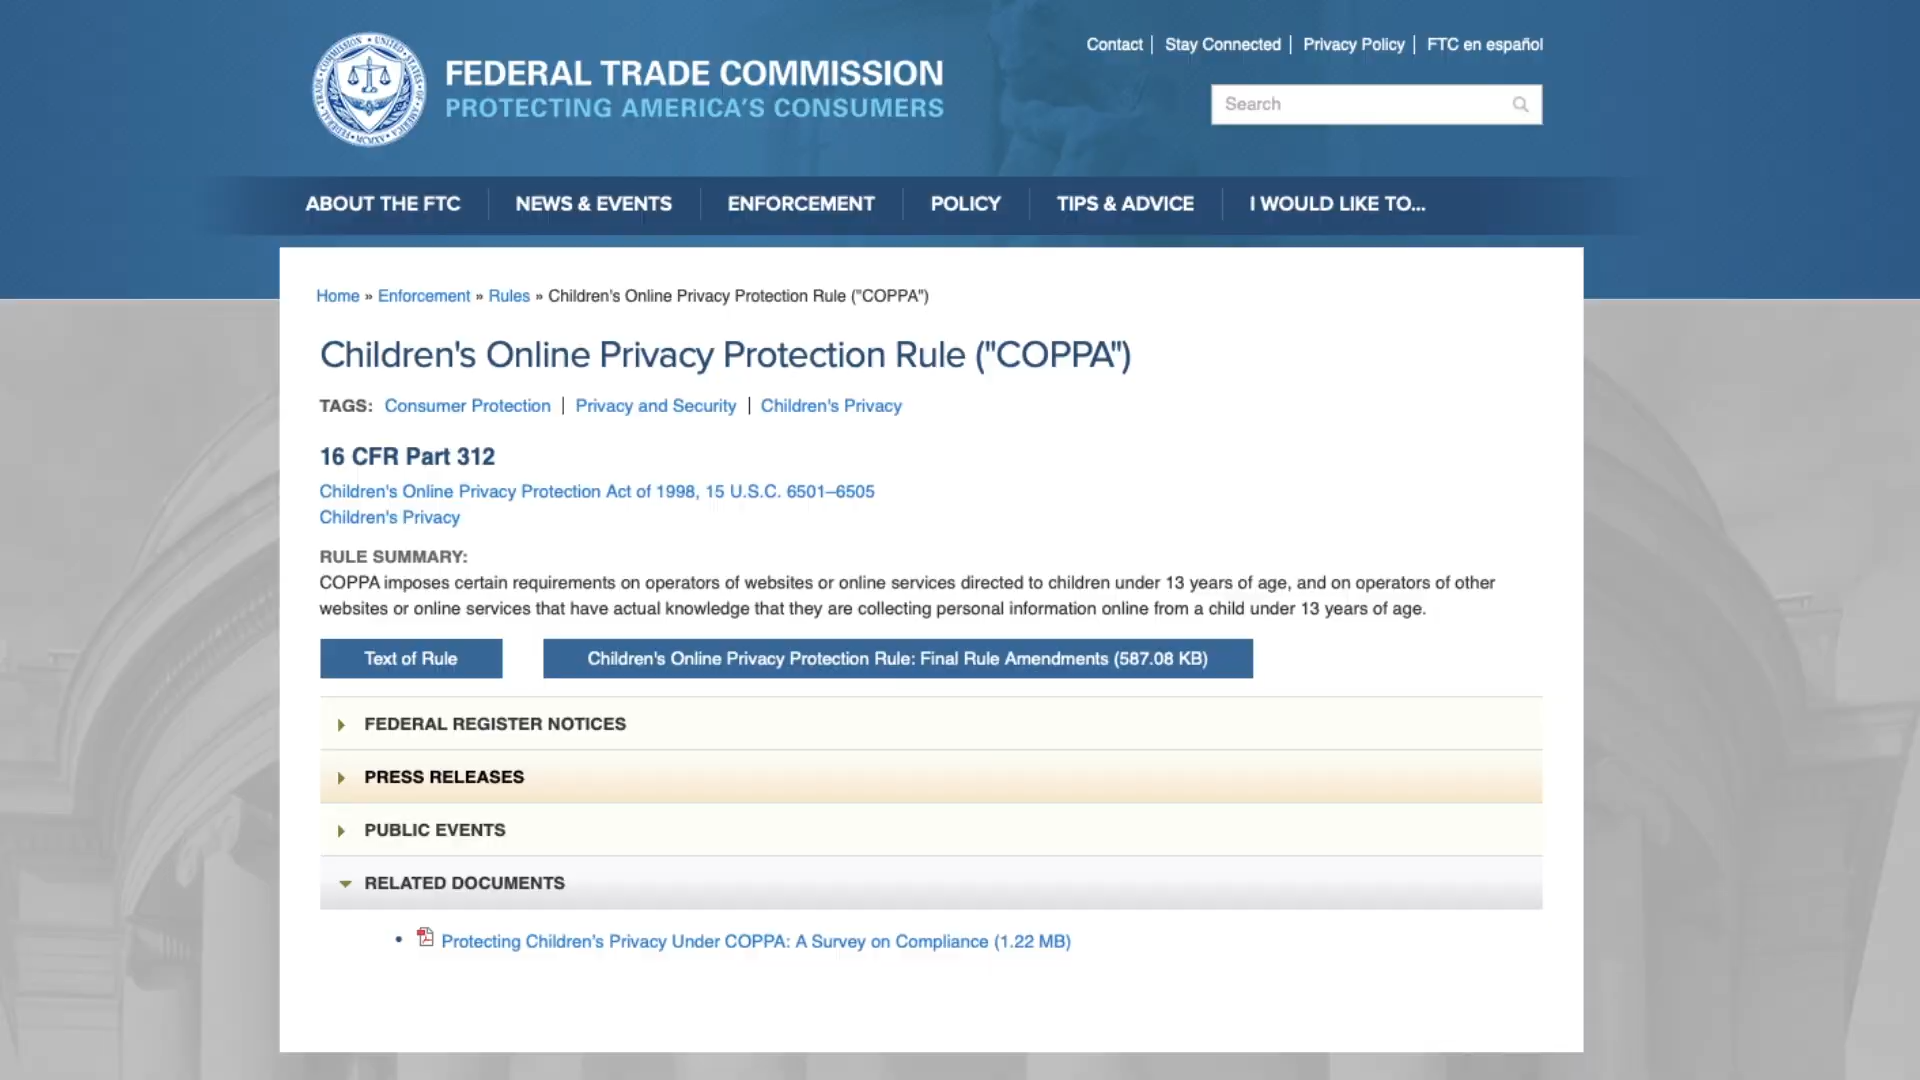 FEDERAL TRADE COMMISSION
PROTECTING AMERICA'S CONSUMERS
Contact | Stay Connected | Privacy Policy | FTC en español
Search
ABOUT THE FTC
NEWS & EVENTS
ENFORCEMENT
POLICY
TIPS & ADVICE
I WOULD LIKE TO...
Home » Enforcement » Rules » Children's Online Privacy Protection Rule ("COPPA")
Children's Online Privacy Protection Rule ("COPPA")
TAGS: Consumer Protection | Privacy and Security | Children's Privacy
16 CFR Part 312
Children's Online Privacy Protection Act of 1998, 15 U.S.C. 6501–6505
Children's Privacy
RULE SUMMARY:
COPPA imposes certain requirements on operators of websites or online services directed to children under 13 years of age, and on operators of other
websites or online services that have actual knowledge that they are collecting personal information online from a child under 13 years of age.
Text of Rule
Children's Online Privacy Protection Rule: Final Rule Amendments (587.08 KB)
FEDERAL REGISTER NOTICES
PRESS RELEASES
PUBLIC EVENTS
RELATED DOCUMENTS
• Protecting Children's Privacy Under COPPA: A Survey on Compliance (1.22 MB)